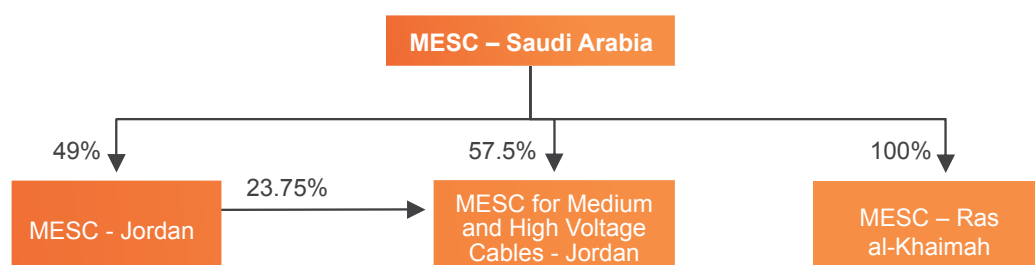 MESC – Saudi Arabia
49%
57.5%
100%
23.75%
MESC - Jordan
MESC for Medium
and High Voltage
Cables - Jordan
MESC – Ras
al-Khaimah